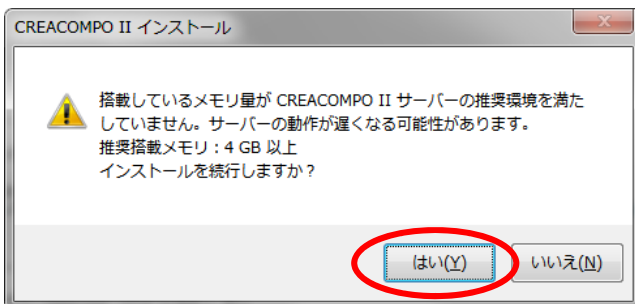 CREACOMPO II インストール
搭載しているメモリ量が CREACOMPO II サーバーの推奨環境を満た
していません。サーバーの動作が遅くなる可能性があります。
推奨搭載メモリ：4 GB 以上
インストールを続行しますか？
はい(Y) いいえ(N)